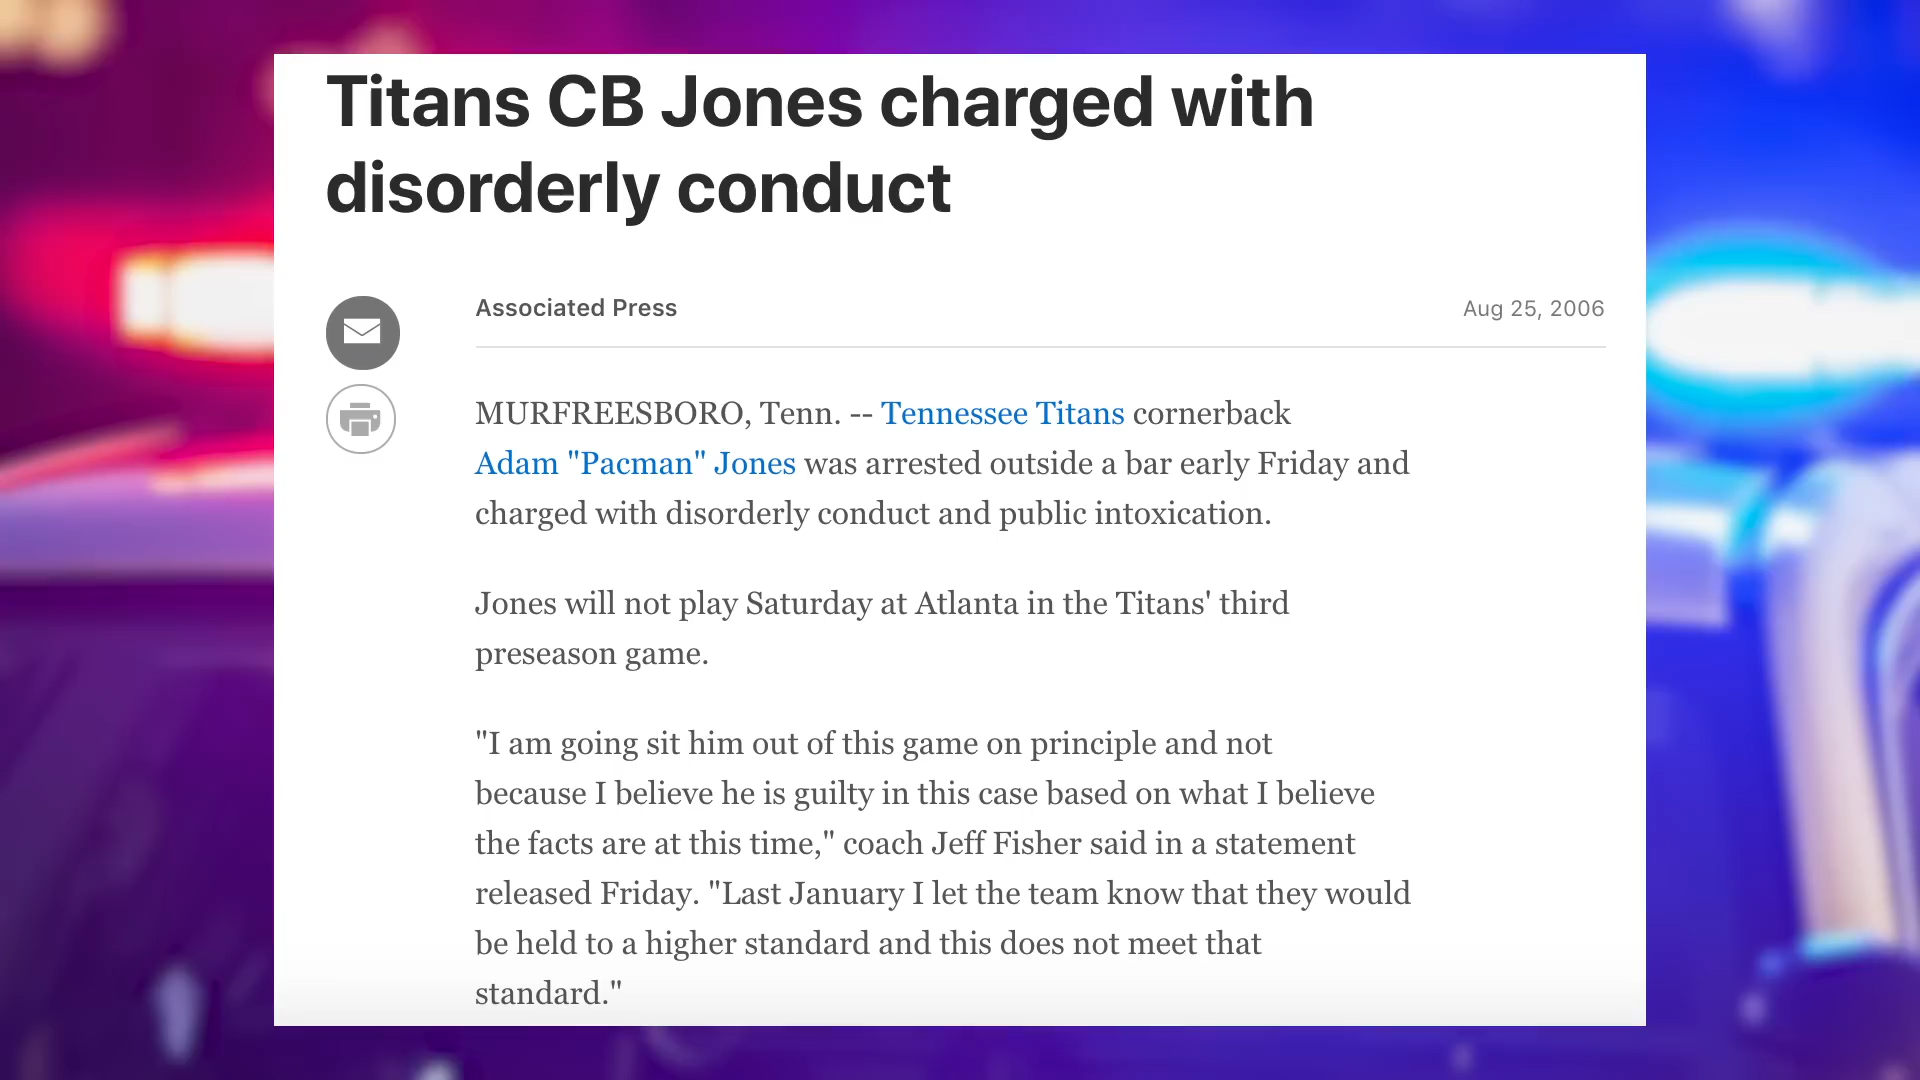 Titans CB Jones charged with
disorderly conduct
Associated Press
Aug 25, 2006
MURFREESBORO, Tenn. -- Tennessee Titans cornerback
Adam "Pacman" Jones was arrested outside a bar early Friday and
charged with disorderly conduct and public intoxication.
Jones will not play Saturday at Atlanta in the Titans' third
preseason game.
"I am going sit him out of this game on principle and not
because I believe he is guilty in this case based on what I believe
the facts are at this time," coach Jeff Fisher said in a statement
released Friday. "Last January I let the team know that they would
be held to a higher standard and this does not meet that
standard."